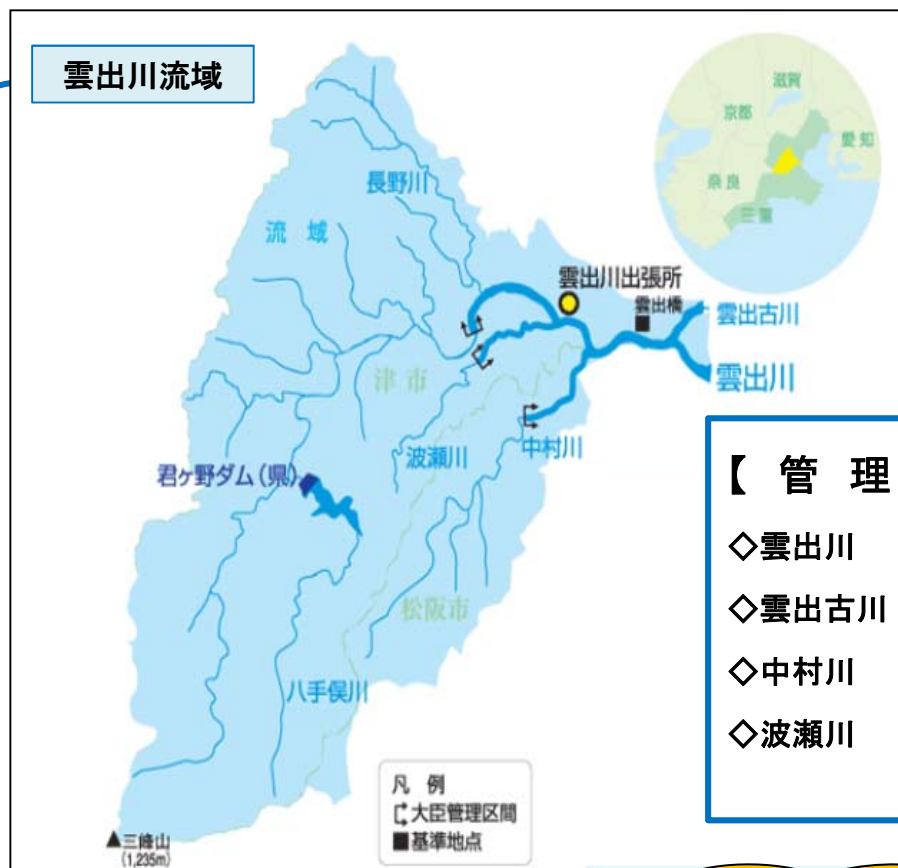 雲出川流域
滋賀
京都
愛知
奈良
三重
長野川
流域
雲出川出張所
雲出橋
雲出古川
雲出川
津市
波瀬川
中村川
君ヶ野ダム(県)
松阪市
八手俣川
▲三峰山
(1,235m)
凡 例
大臣管理区間
■基準地点
【 管 理
◇雲出川
◇雲出古川
◇中村川
◇波瀬川